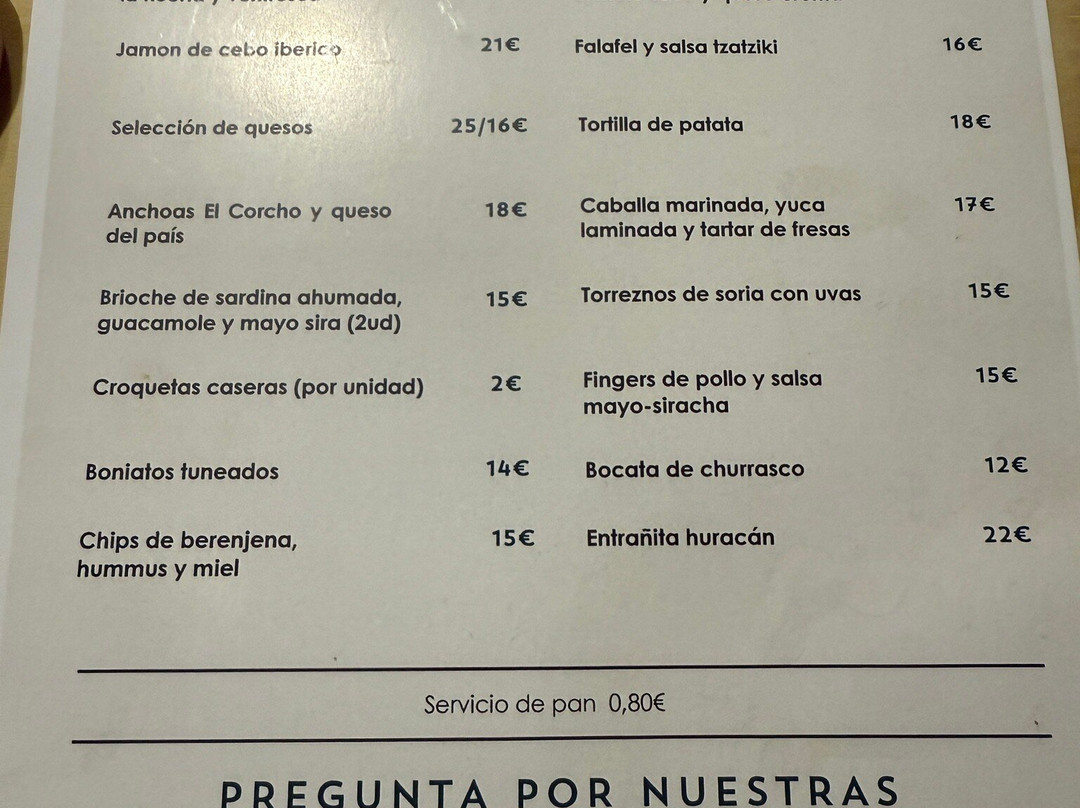 Jamon de cebo iberico 21€
Selección de quesos 25/16€
Anchoas El Corcho y queso 18€
del país
Brioche de sardina ahumada, 15€
guacamole y mayo sira (2ud)
Croquetas caseras (por unidad) 2€
Boniatos tuneados 14€
Chips de berenjena, 15€
hummus y miel
Falafel y salsa tzatziki 16€
Tortilla de patata 18€
Caballa marinada, yuca 17€
laminada y tartar de fresas
Torreznos de soria con uvas 15€
Fingers de pollo y salsa 15€
mayo-siracha
Bocata de churrasco 12€
Entrañita huracán 22€
Servicio de pan 0,80€
PREGUNTA POR NUESTRAS